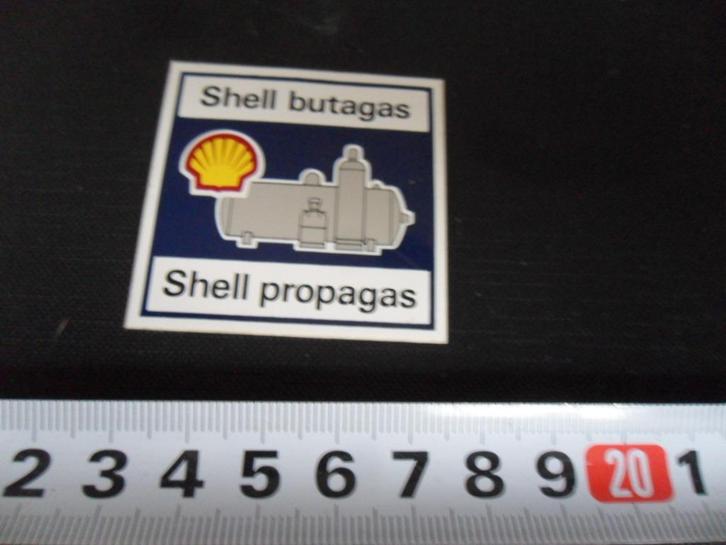 Shell butagas
Shell propagas
2 3 4 5 6 7 8 9 20 1